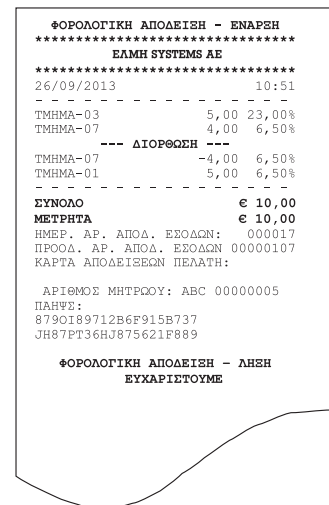 ΦΟΡΟΛΟΓΙΚΗ ΑΠΟΔΕΙΞΗ - ΕΝΑΡΞΗ
********************************
ΕΛΜΗ SYSTEMS ΑΕ
********************************
26/09/2013 10:51
- - - - - - - - - - - - - - - -
ΤΜΗΜΑ-03 5,00 23,00%
ΤΜΗΜΑ-07 4,00 6,50%
--- ΔΙΟΡΘΩΣΗ ---
ΤΜΗΜΑ-07 -4,00 6,50%
ΤΜΗΜΑ-01 5,00 6,50%
- - - - - - - - - - - - - - - -
ΣΥΝΟΛΟ € 10,00
ΜΕΤΡΗΤΑ € 10,00
ΗΜΕΡ. ΑΡ. ΑΠΟΔ. ΕΣΟΔΩΝ: 000017
ΠΡΟΟΔ. ΑΡ. ΑΠΟΔ. ΕΣΟΔΩΝ 00000107
ΚΑΡΤΑ ΑΠΟΔΕΙΞΕΩΝ ΠΕΛΑΤΗ:
ΑΡΙΘΜΟΣ ΜΗΤΡΩΟΥ: ABC 00000005
ΠΑΗΨΣ:
879OI89712B6F915B737
JH87PT36HJ875621F889
ΦΟΡΟΛΟΓΙΚΗ ΑΠΟΔΕΙΞΗ - ΛΗΞΗ
ΕΥΧΑΡΙΣΤΟΥΜΕ